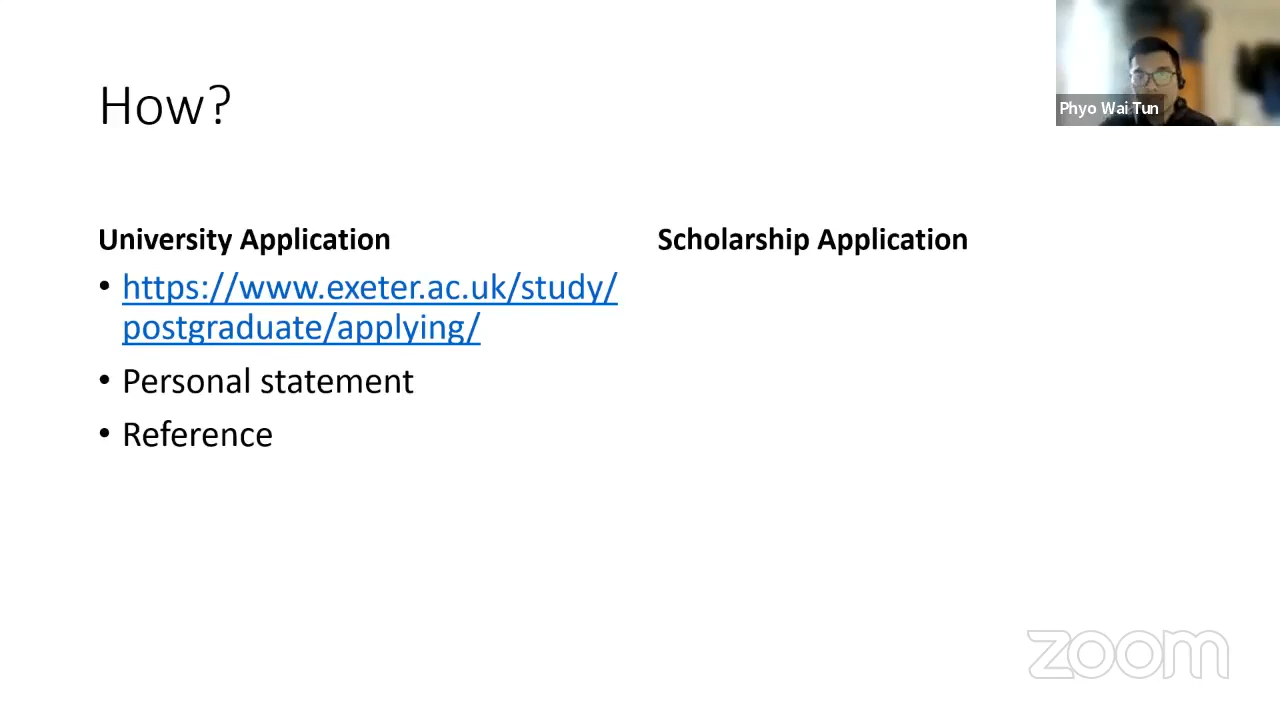 How?
Phyo Wai Tun
University Application
https://www.exeter.ac.uk/study/
postgraduate/applying/
Personal statement
Reference
Scholarship Application
zoom